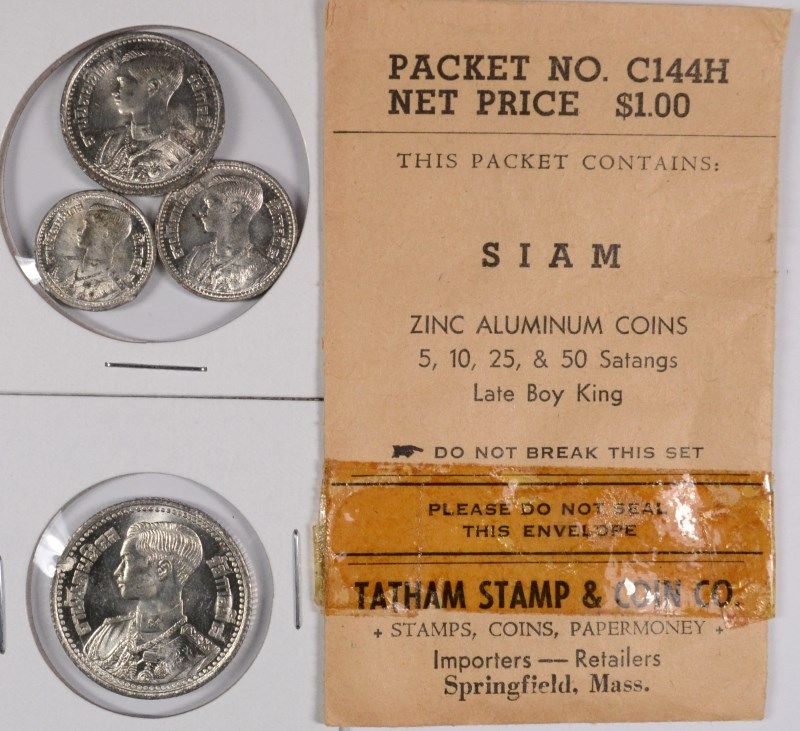 PACKET NO. C144H
NET PRICE $1.00
THIS PACKET CONTAINS:
SIAM
ZINC ALUMINUM COINS
5, 10, 25, & 50 Satangs
Late Boy King
DO NOT BREAK THIS SET
PLEASE DO NOT SEAL
THIS ENVELOPE
TATHAM STAMP & COIN CO.
+ STAMPS, COINS, PAPERMONEY +
Importers — Retailers
Springfield, Mass.